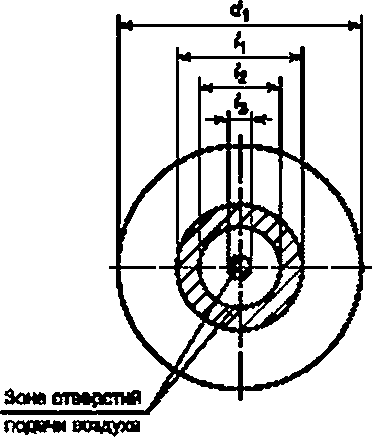 d₁
l₁
l₂
l₃
Зона отверстий
подачи воздуха